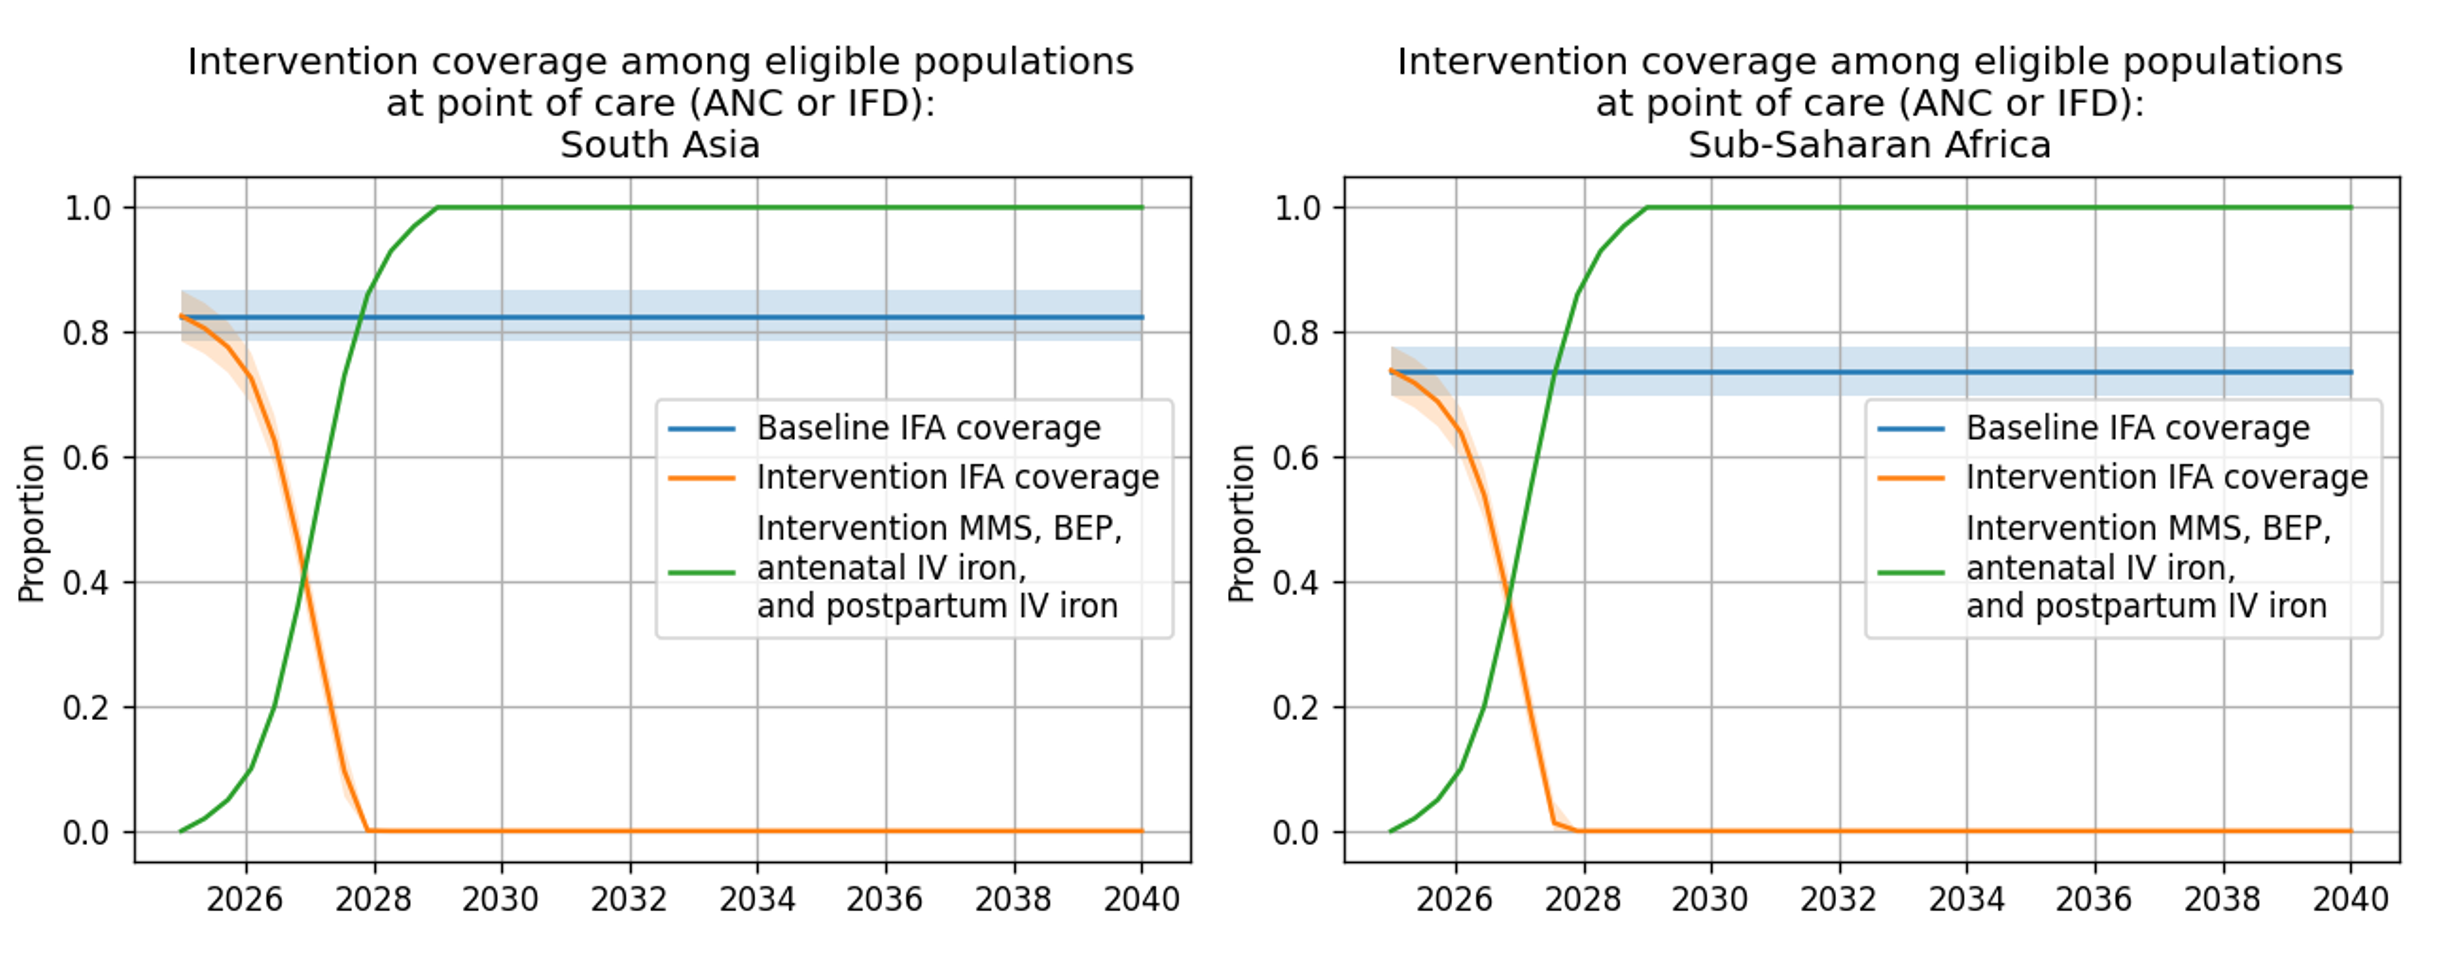 Intervention coverage among eligible populations
at point of care (ANC or IFD):
South Asia
Proportion
1.0
0.8
0.6
0.4
0.2
0.0
Baseline IFA coverage
Intervention IFA coverage
Intervention MMS, BEP,
antenatal IV iron,
and postpartum IV iron
2026 2028 2030 2032 2034 2036 2038 2040
Intervention coverage among eligible populations
at point of care (ANC or IFD):
Sub-Saharan Africa
Proportion
1.0
0.8
0.6
0.4
0.2
0.0
Baseline IFA coverage
Intervention IFA coverage
Intervention MMS, BEP,
antenatal IV iron,
and postpartum IV iron
2026 2028 2030 2032 2034 2036 2038 2040